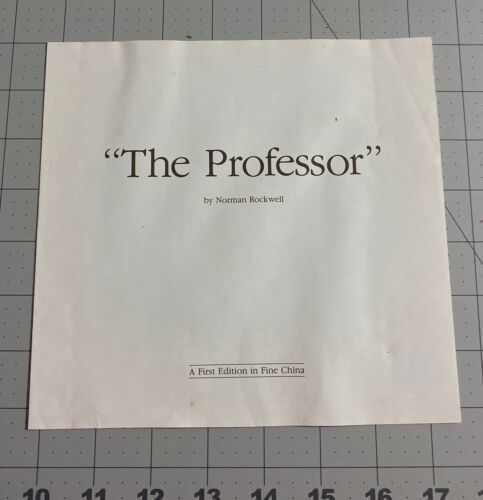 “The Professor”
by Norman Rockwell
A First Edition in Fine China
10 11 12 13 14 15 16 17